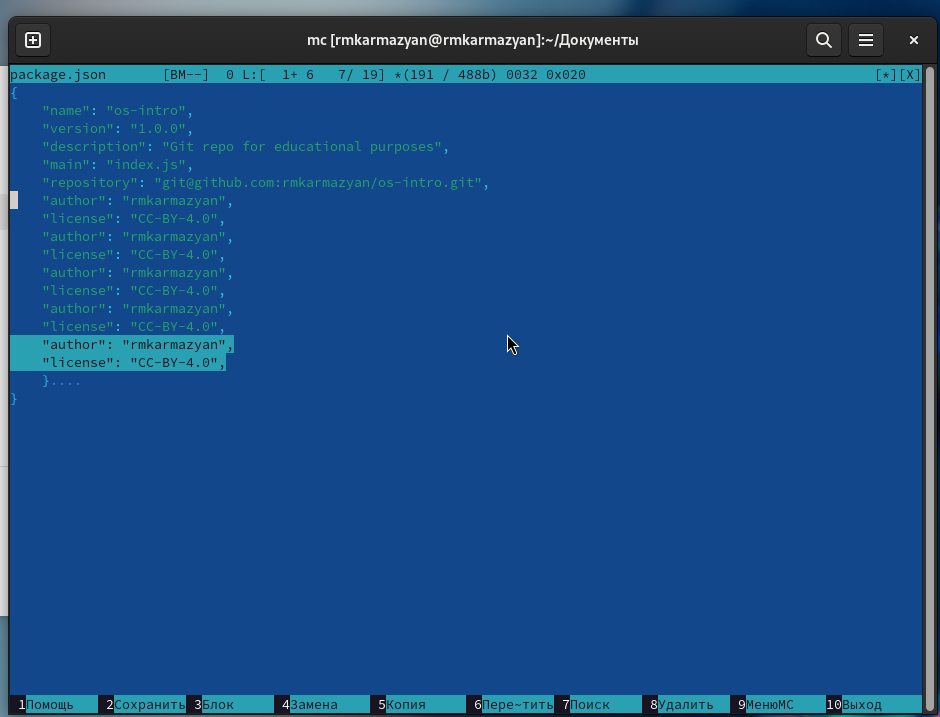 mc [rmkarmazyan@rmkarmazyan]:~/Документы
package.json [BM--] 0 L:[ 1+ 6 7/ 19] *(191 / 488b) 0032 0x020 [*][X]
{
    "name": "os-intro",
    "version": "1.0.0",
    "description": "Git repo for educational purposes",
    "main": "index.js",
    "repository": "git@github.com:rmkarmazyan/os-intro.git",
    "author": "rmkarmazyan",
    "license": "CC-BY-4.0",
    "author": "rmkarmazyan",
    "license": "CC-BY-4.0",
    "author": "rmkarmazyan",
    "license": "CC-BY-4.0",
    "author": "rmkarmazyan",
    "license": "CC-BY-4.0",
    "author": "rmkarmazyan",
    "license": "CC-BY-4.0",
    }....
}
1Помощь 2Сохранить 3Блок 4Замена 5Копия 6Пере~тить 7Поиск 8Удалить 9МенюMC 10Выход